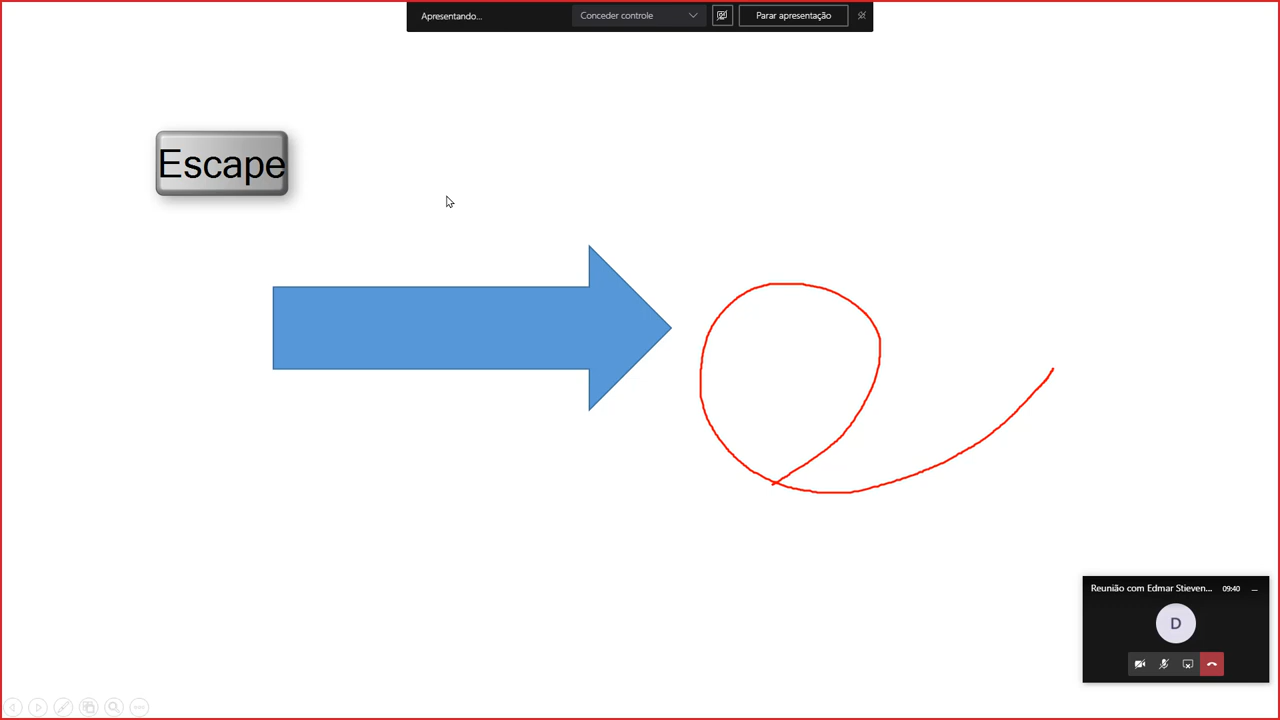 Apresentando...
Conceder controle
Parar apresentação
Escape
Reunião com Edmar Stieven... 09:40
D